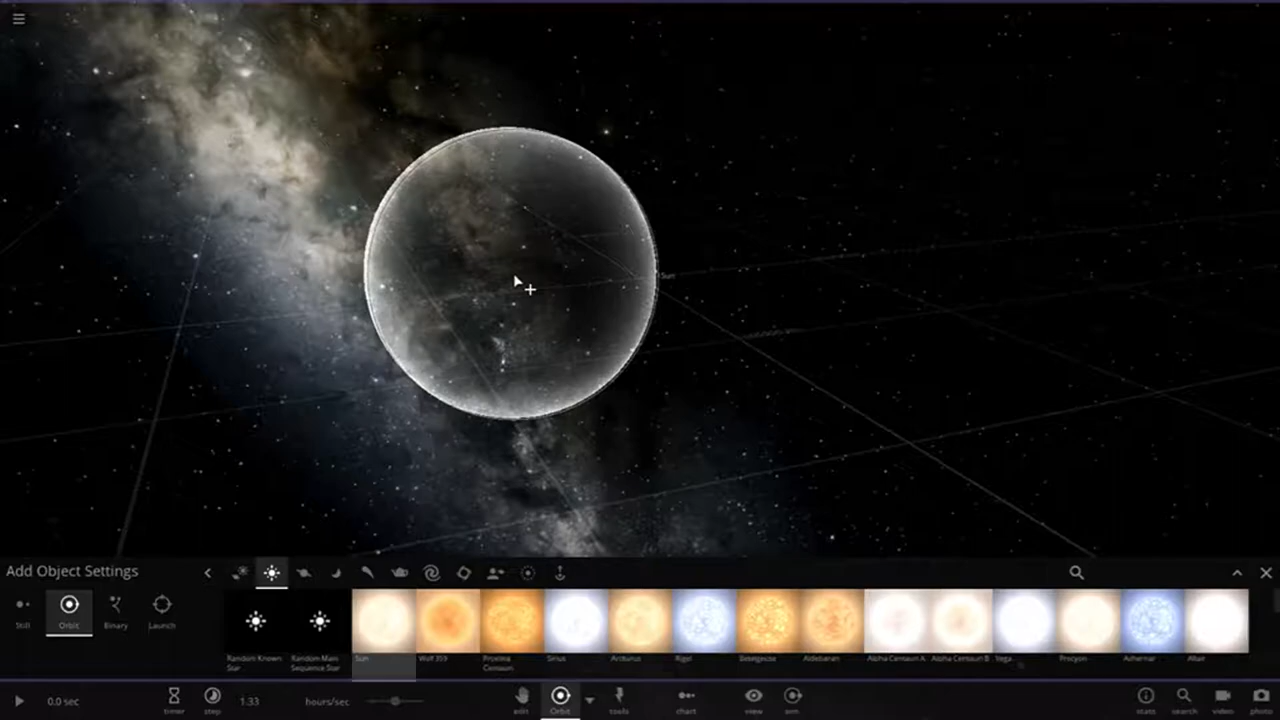 Sun
Add Object Settings
Still
Orbit
Binary
Launch
Random Known Star
Random Main Sequence Star
Sun
Wolf 359
Proxima Centauri
Sirius
Arcturus
Rigel
Betelgeuse
Aldebaran
Alpha Centauri A
Alpha Centauri B
Vega
Procyon
Achernar
Altair
0.0 sec
timer
step
1.33
hours/sec
edit
Orbit
tools
chart
view
sim
stats
search
video
photo